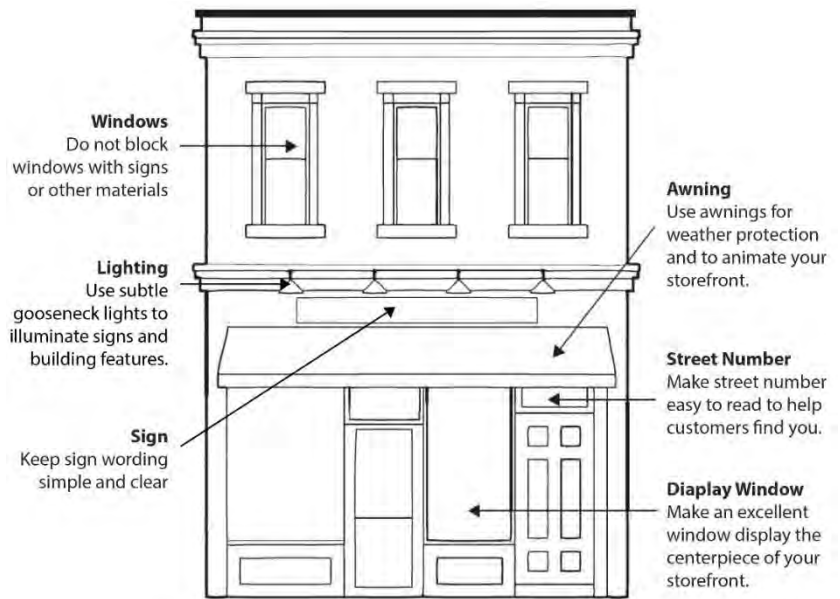 Windows
Do not block
windows with signs
or other materials
Lighting
Use subtle
gooseneck lights to
illuminate signs and
building features.
Sign
Keep sign wording
simple and clear
Awning
Use awnings for
weather protection
and to animate your
storefront.
Street Number
Make street number
easy to read to help
customers find you.
Diaplay Window
Make an excellent
window display the
centerpiece of your
storefront.